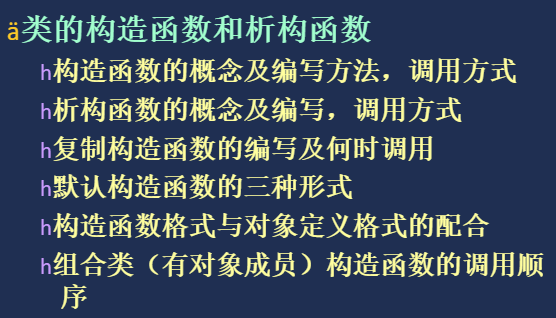 ä类的构造函数和析构函数
h构造函数的概念及编写方法，调用方式
h析构函数的概念及编写，调用方式
h复制构造函数的编写及何时调用
h默认构造函数的三种形式
h构造函数格式与对象定义格式的配合
h组合类（有对象成员）构造函数的调用顺
序